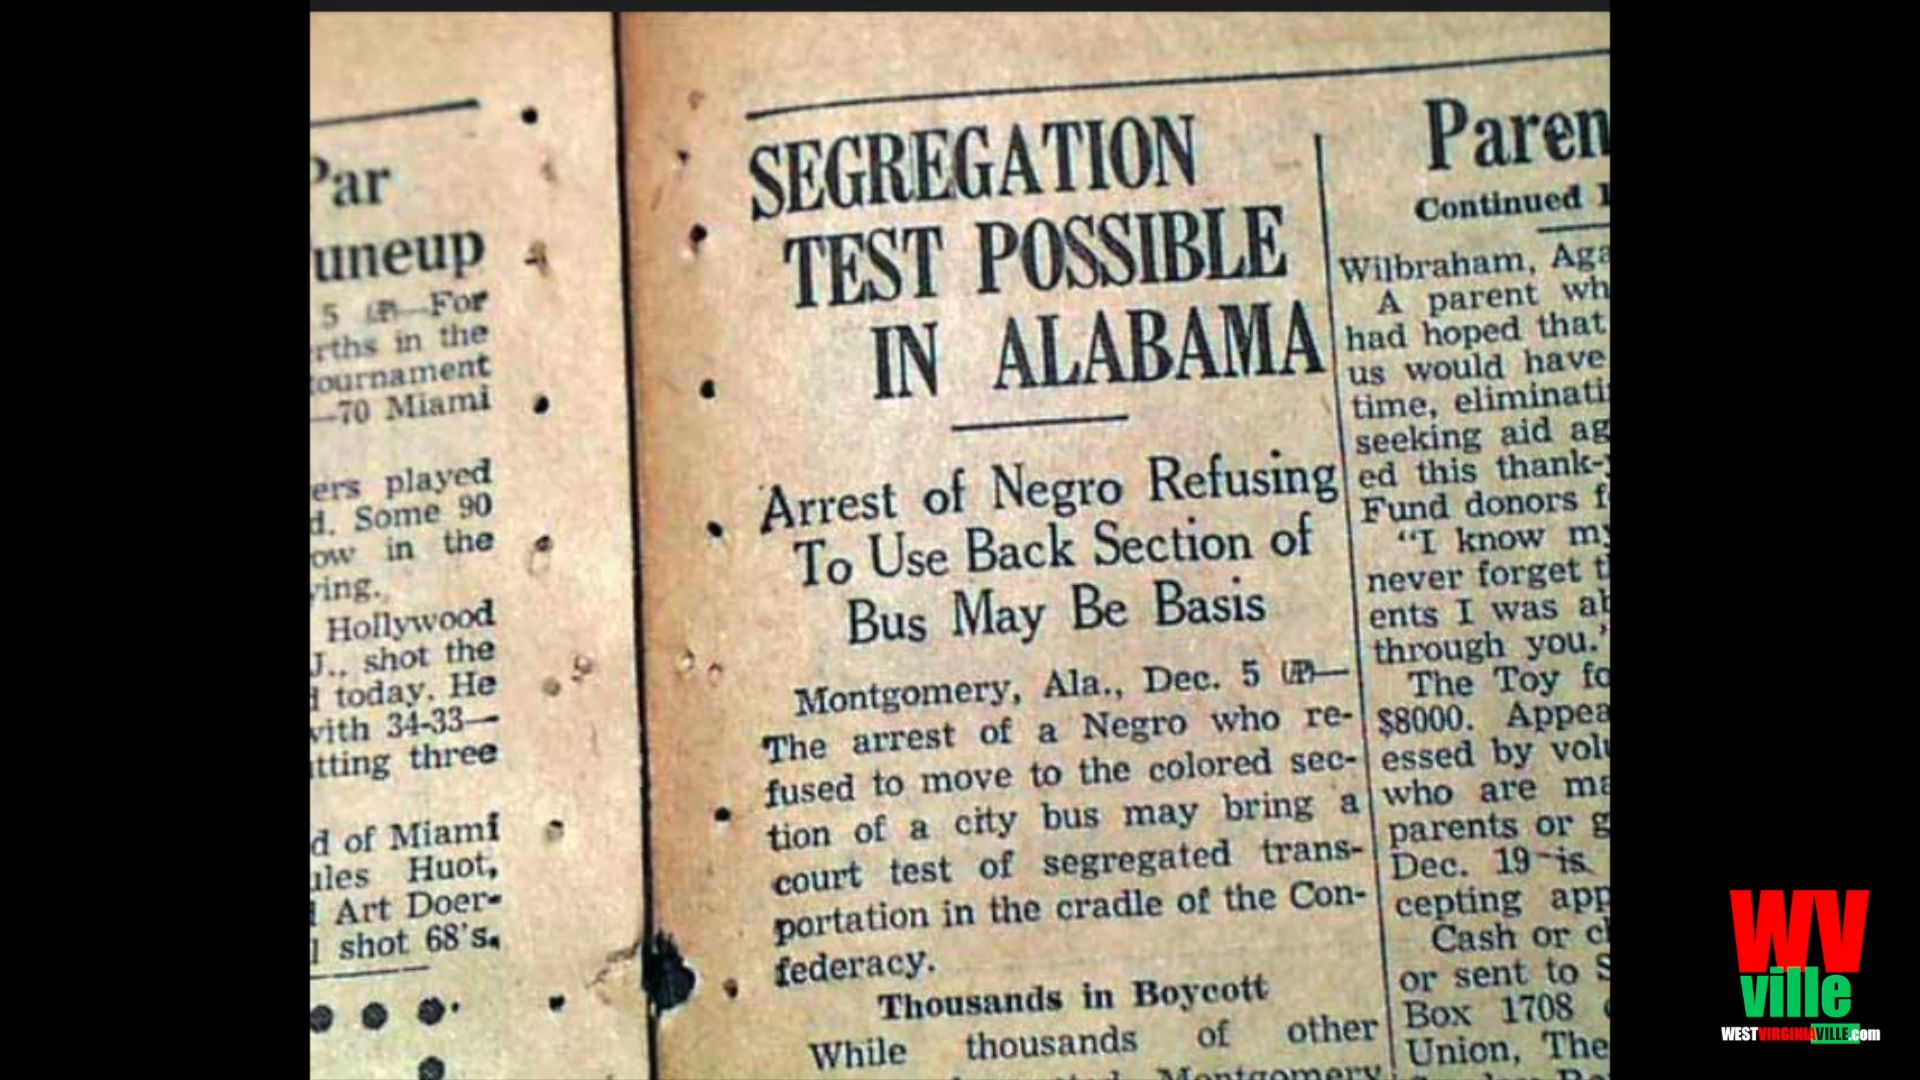 Par
uneup
5 (AP)—For
rths in the
tournament
—70 Miami
ers played
d. Some 90
ow in the
ving.
Hollywood
J., shot the
d today. He
with 34-33—
tting three
d of Miami
ules Huot,
Art Doer-
shot 68's.
SEGREGATION
TEST POSSIBLE
IN ALABAMA
Arrest of Negro Refusing
To Use Back Section of
Bus May Be Basis
Montgomery, Ala., Dec. 5 (AP)—
The arrest of a Negro who re-
fused to move to the colored sec-
tion of a city bus may bring a
court test of segregated trans-
portation in the cradle of the Con-
federacy.
Thousands in Boycott
While thousands of other
Montgomery
Paren
Continued
Wilbraham, Aga
A parent wh
had hoped that
us would have
time, eliminati
seeking aid ag
ed this thank-
Fund donors f
"I know my
never forget t
ents I was ab
through you."
The Toy fo
$8000. Appea
essed by volu
who are ma
parents or g
Dec. 19 is
cepting app
Cash or c
or sent to S
Box 1708
Union, The
WV
ville
WESTVIRGINIAVILLE.com